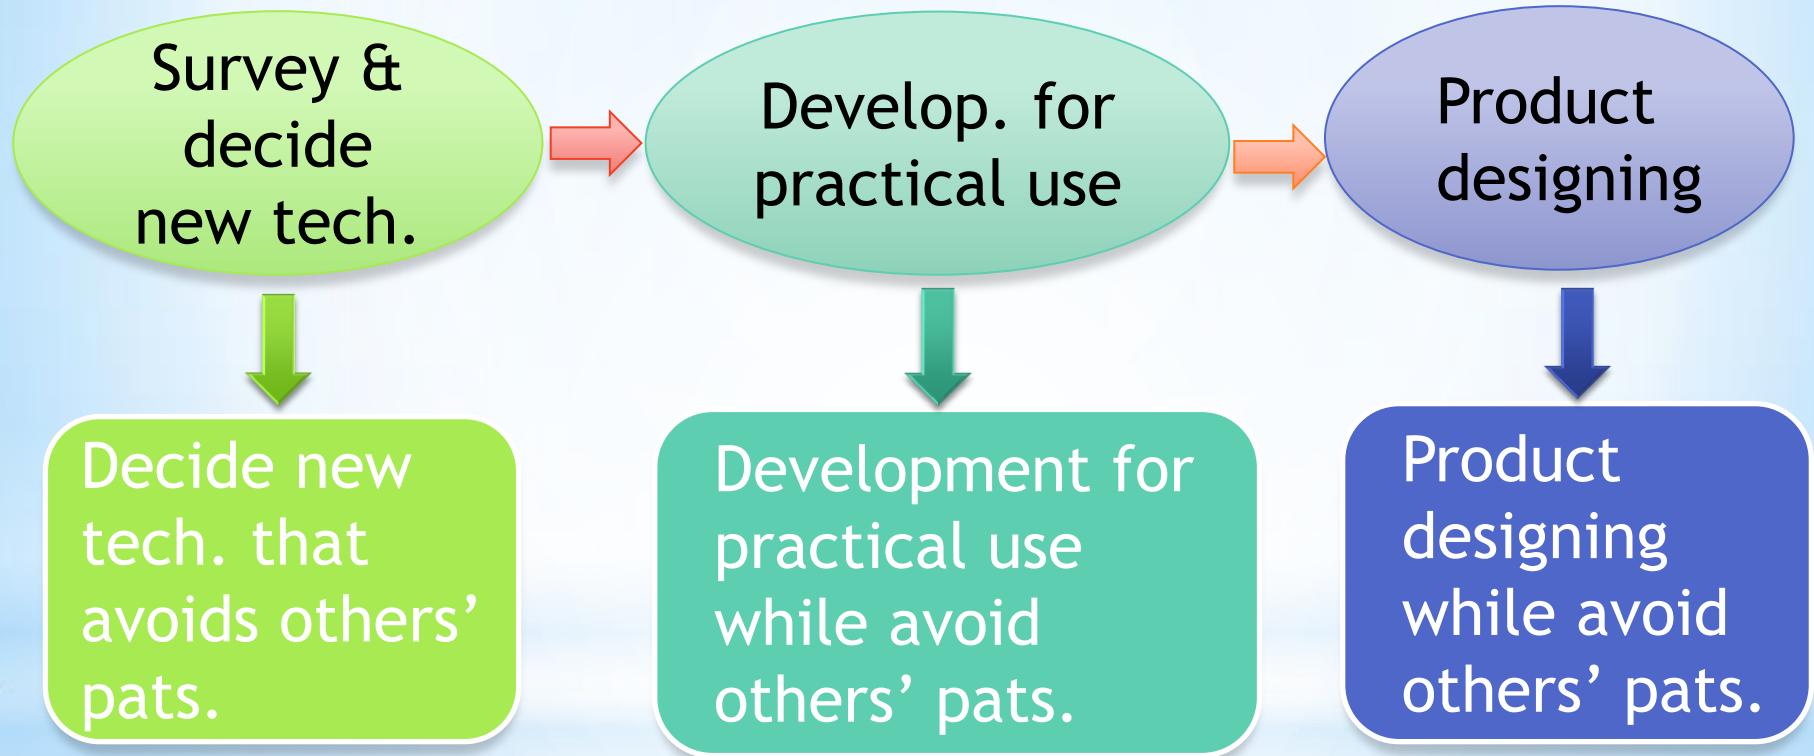 Survey &
decide
new tech.
Develop. for
practical use
Product
designing
Decide new
tech. that
avoids others’
pats.
Development for
practical use
while avoid
others’ pats.
Product
designing
while avoid
others’ pats.